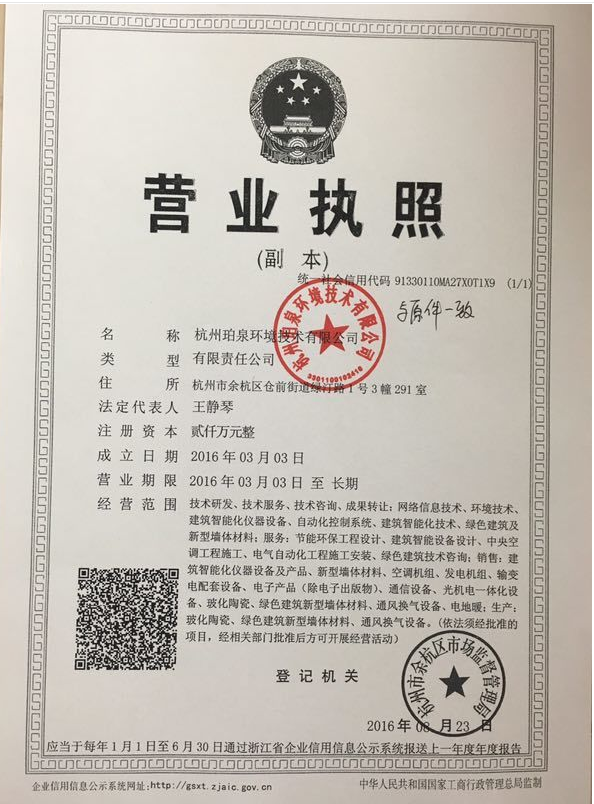 营业执照
(副 本)
统一社会信用代码 91330110MA27X0T1X9 (1/1)
与原件一致
杭州珀泉环境技术有限公司
3301100102416
名 称 杭州珀泉环境技术有限公司
类 型 有限责任公司
住 所 杭州市余杭区仓前街道绿汀路1号3幢291室
法定代表人 王静琴
注册资本 贰仟万元整
成立日期 2016年03月03日
营业期限 2016年03月03日 至 长期
经营范围 技术研发、技术服务、技术咨询、成果转让:网络信息技术、环境技术、
建筑智能化仪器设备、自动化控制系统、建筑智能化技术、绿色建筑及
新型墙体材料;服务:节能环保工程设计、建筑智能设备设计、中央空
调工程施工、电气自动化工程施工安装、绿色建筑技术咨询;销售:建
筑智能化仪器设备及产品、新型墙体材料、空调机组、发电机组、输变
电配套设备、电子产品(除电子出版物)、通信设备、光机电一体化设
备、玻化陶瓷、绿色建筑新型墙体材料、通风换气设备、电地暖;生产:
玻化陶瓷、绿色建筑新型墙体材料、通风换气设备。(依法须经批准的
项目,经相关部门批准后方可开展经营活动)
登记机关
杭州市余杭区市场监督管理局
2016年08月23日
应当于每年1月1日至6月30日通过浙江省企业信用信息公示系统报送上一年度年度报告
企业信用信息公示系统网址:http://gsxt.zjaic.gov.cn
中华人民共和国国家工商行政管理总局监制